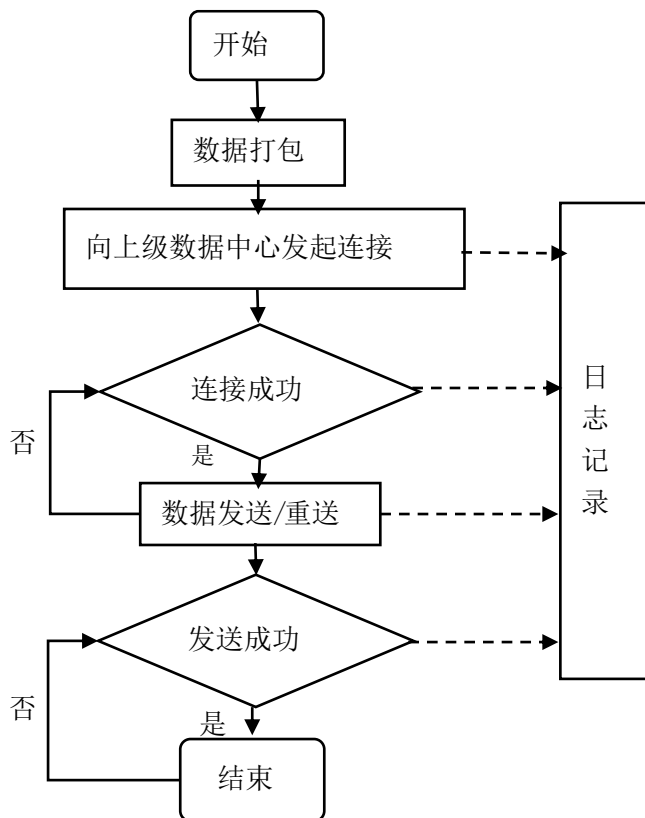 开始
数据打包
向上级数据中心发起连接
连接成功
否
是
数据发送/重送
发送成功
否
是
结束
日
志
记
录